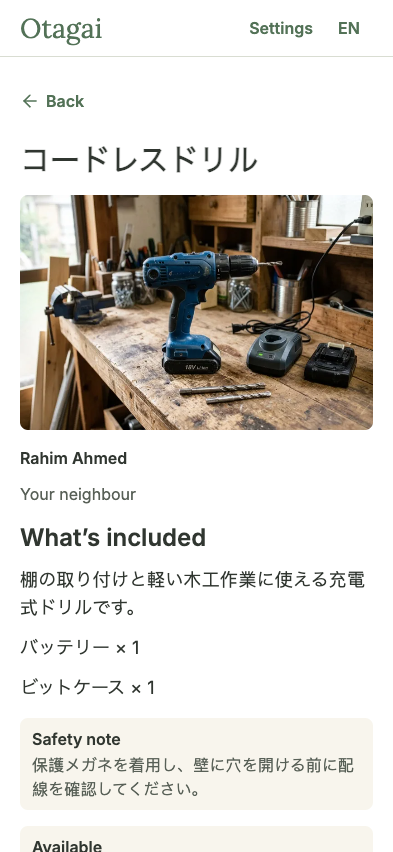 Otagai
Settings
EN
← Back
コードレスドリル
18V Li-Ion
Rahim Ahmed
Your neighbour
What’s included
棚の取り付けと軽い木工作業に使える充電
式ドリルです。
バッテリー × 1
ビットケース × 1
Safety note
保護メガネを着用し、壁に穴を開ける前に配
線を確認してください。
Available